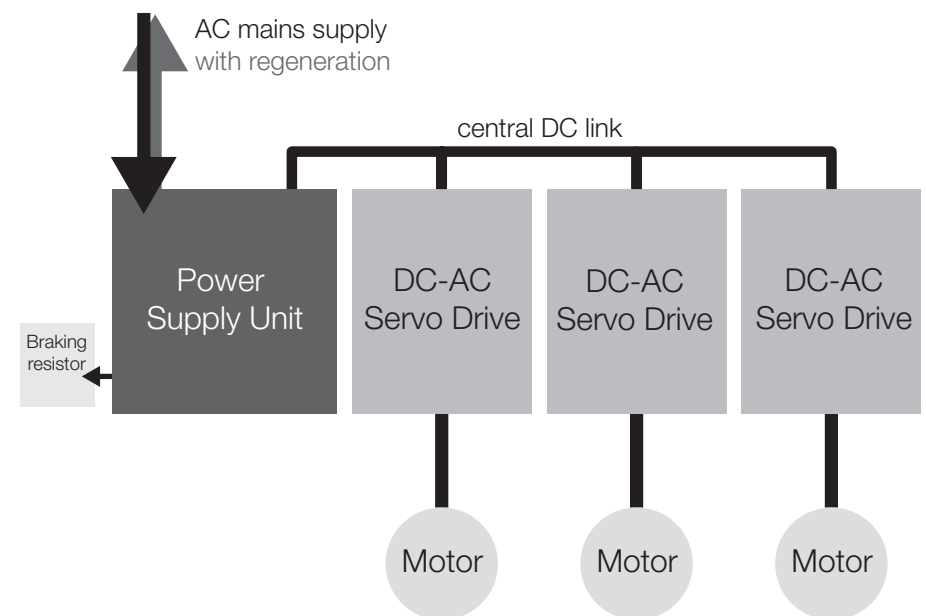 AC mains supply
with regeneration
central DC link
Power
Supply Unit
DC-AC
Servo Drive
DC-AC
Servo Drive
DC-AC
Servo Drive
Braking
resistor
Motor
Motor
Motor